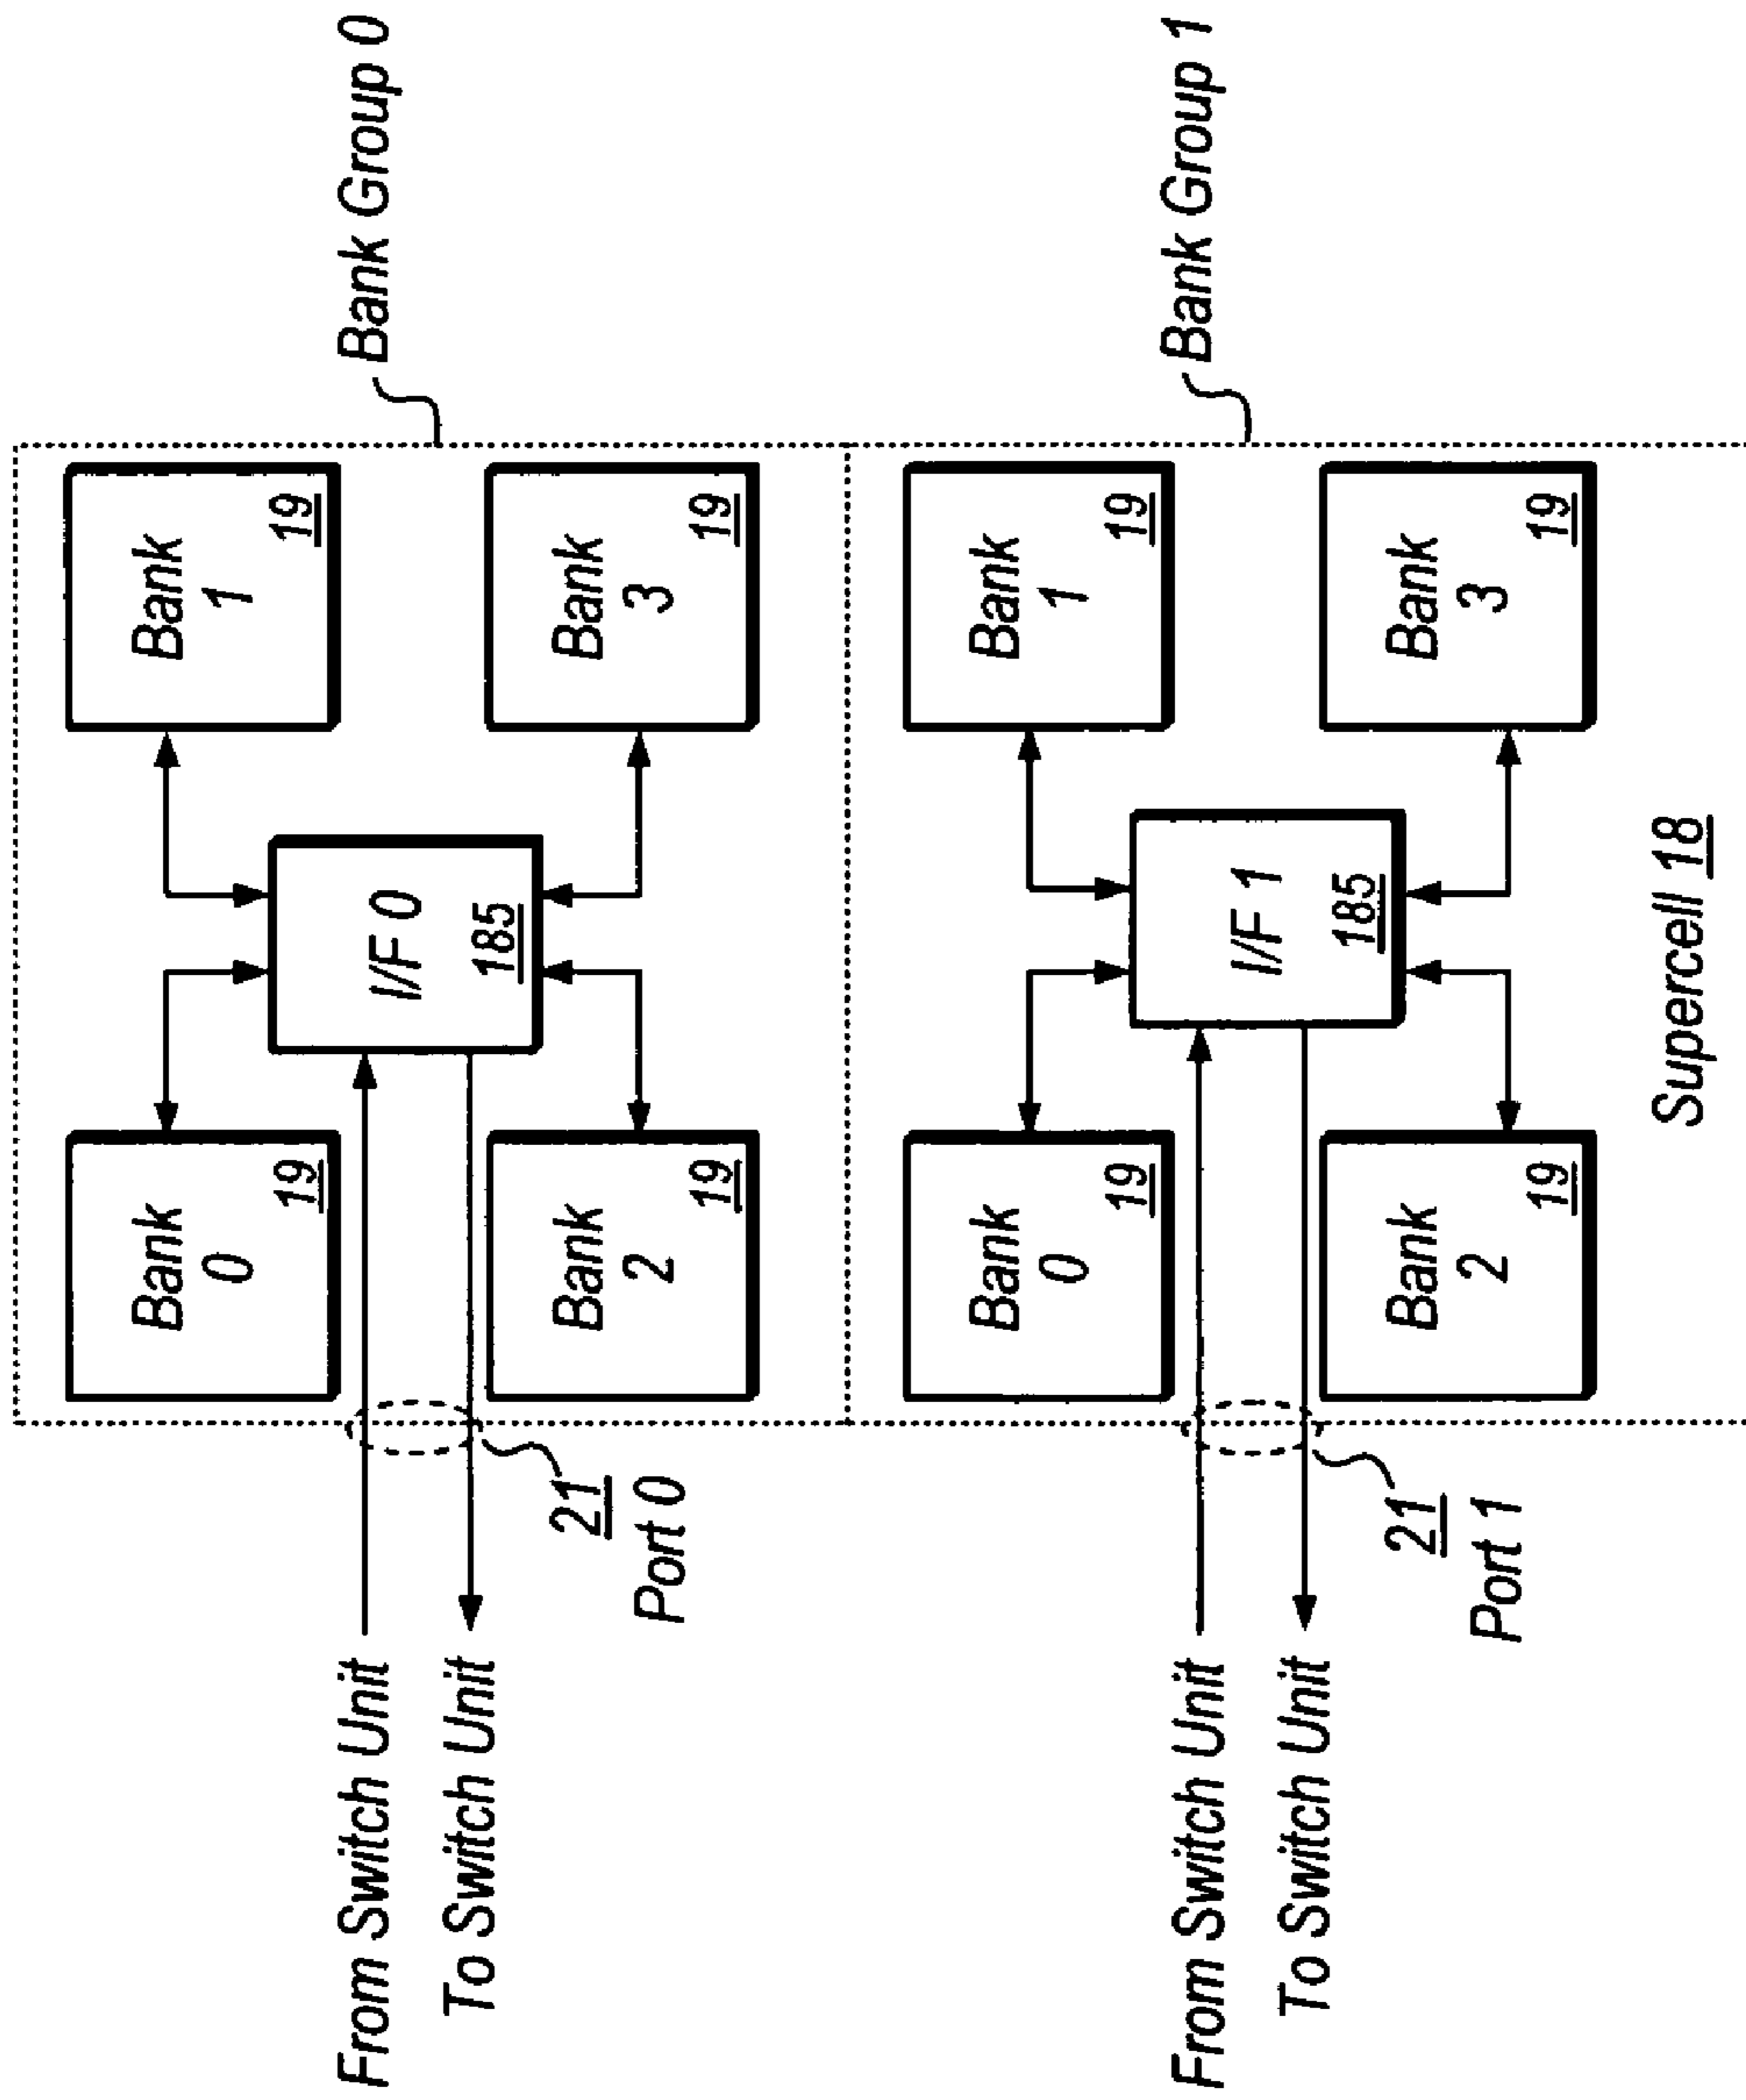 Bank Group 0
Bank
0
19
Bank
1
19
I/F 0
185
From Switch Unit
To Switch Unit
Bank
2
19
Bank
3
19
21
Port 0
Bank Group 1
Bank
0
19
Bank
1
19
I/F 1
185
From Switch Unit
To Switch Unit
Bank
2
19
Bank
3
19
21
Port 1
Supercell 18